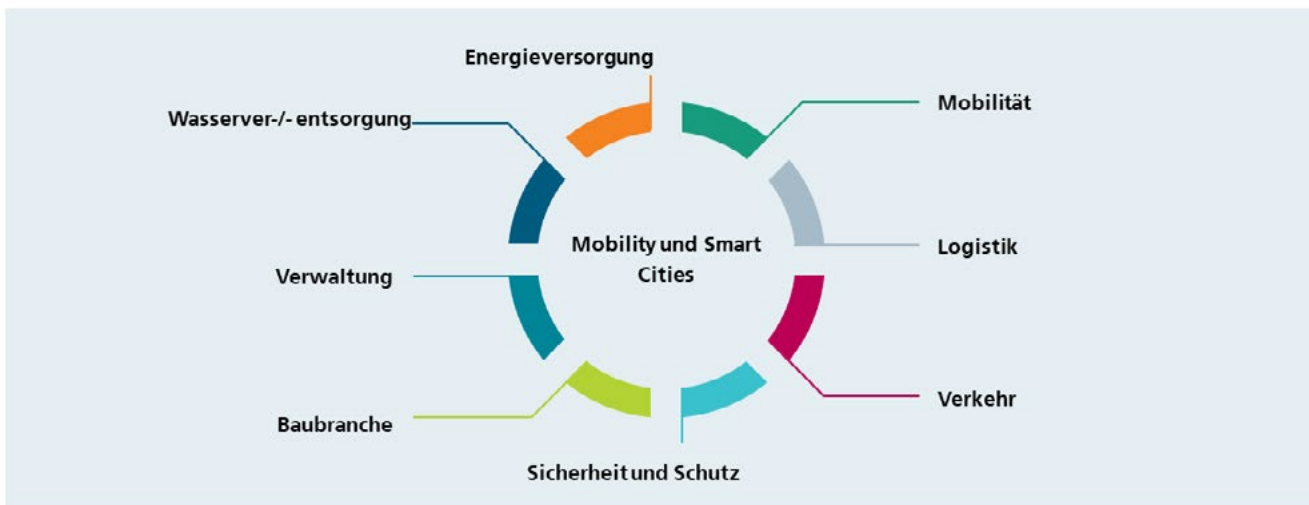 Energieversorgung
Mobilität
Wasserver-/- entsorgung
Mobility und Smart
Cities
Logistik
Verwaltung
Verkehr
Baubranche
Sicherheit und Schutz